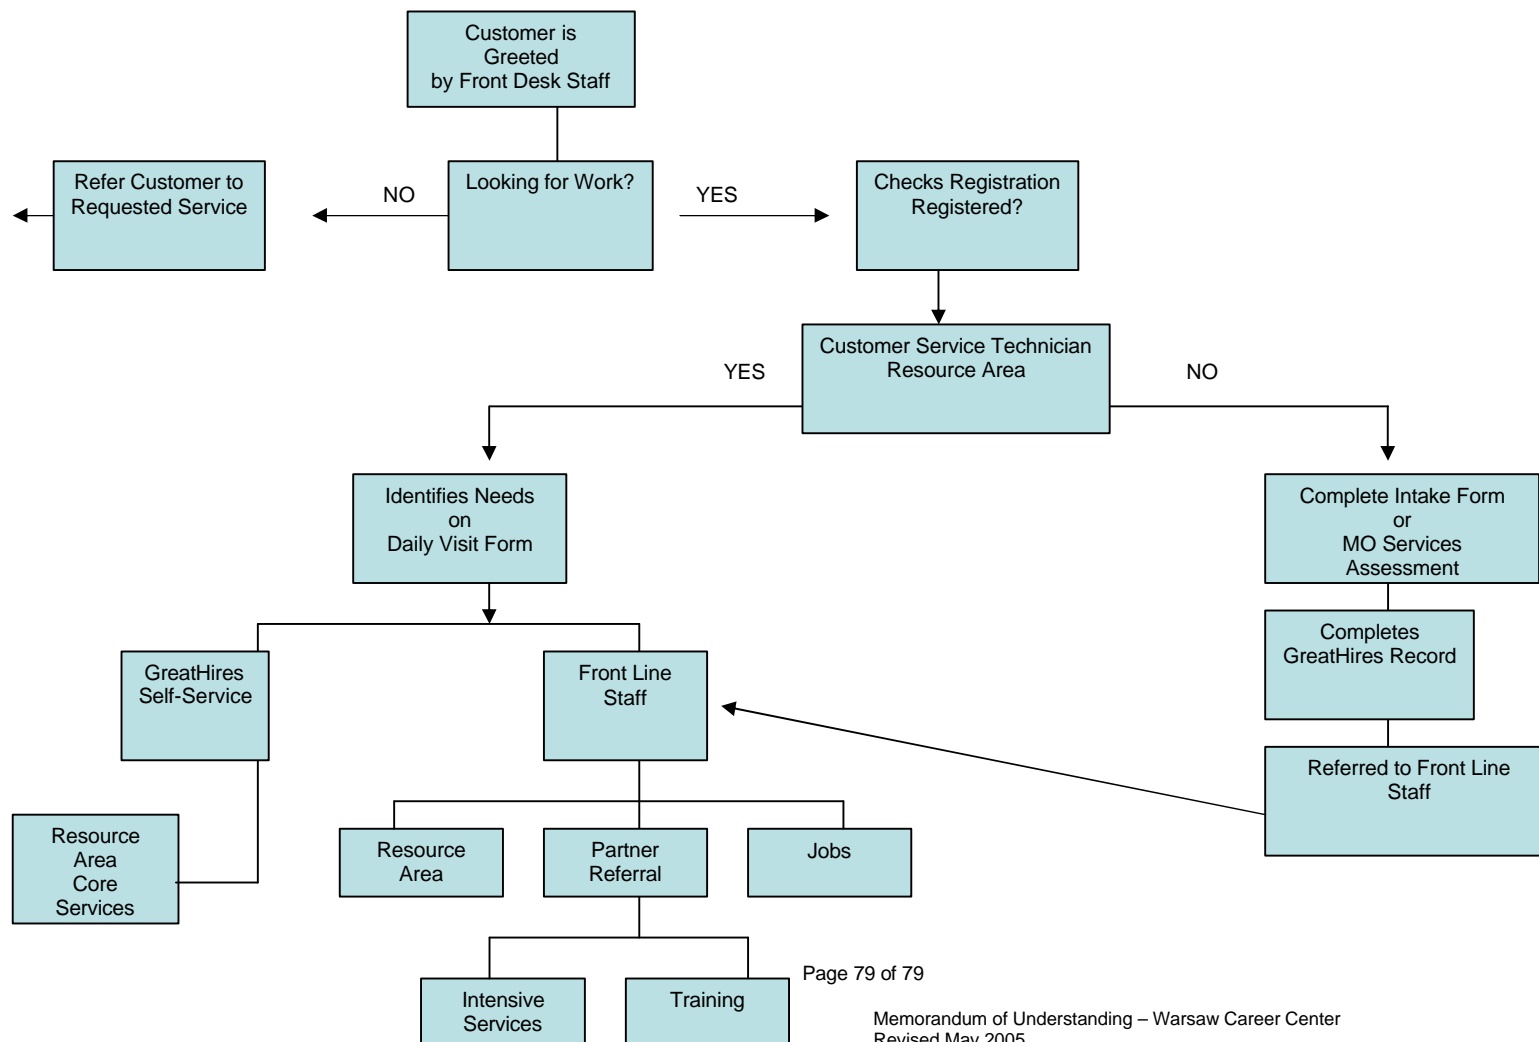 Customer is
Greeted
by Front Desk Staff
Refer Customer to
Requested Service
NO
Looking for Work?
YES
Checks Registration
Registered?
Customer Service Technician
Resource Area
YES
NO
Identifies Needs
on
Daily Visit Form
Complete Intake Form
or
MO Services
Assessment
Completes
GreatHires Record
GreatHires
Self-Service
Front Line
Staff
Referred to Front Line
Staff
Resource
Area
Core
Services
Resource
Area
Partner
Referral
Jobs
Intensive
Services
Training
Page 79 of 79
Memorandum of Understanding – Warsaw Career Center
Revised May 2005